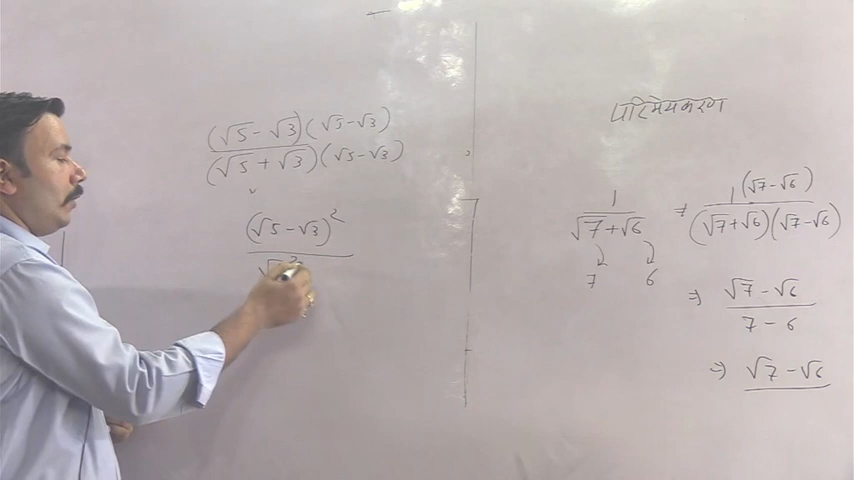 (√5 - √3)(√5 - √3)
(√5 + √3)(√5 - √3)
(√5 - √3)²
परिमेयकरण
1 ⇒ 1(√7 - √6)
√7 + √6 (√7 + √6)(√7 - √6)
7 6
⇒ √7 - √6
7 - 6
⇒ √7 - √6